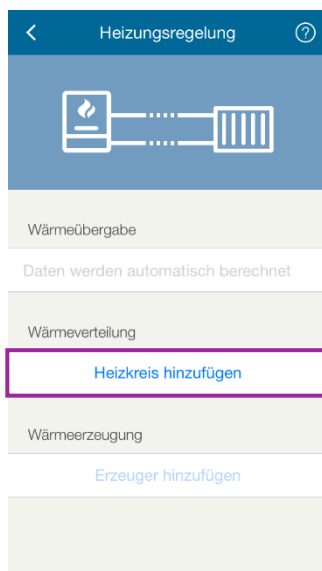 Heizungsregelung
?
Wärmeübergabe
Daten werden automatisch berechnet
Wärmeverteilung
Heizkreis hinzufügen
Wärmeerzeugung
Erzeuger hinzufügen